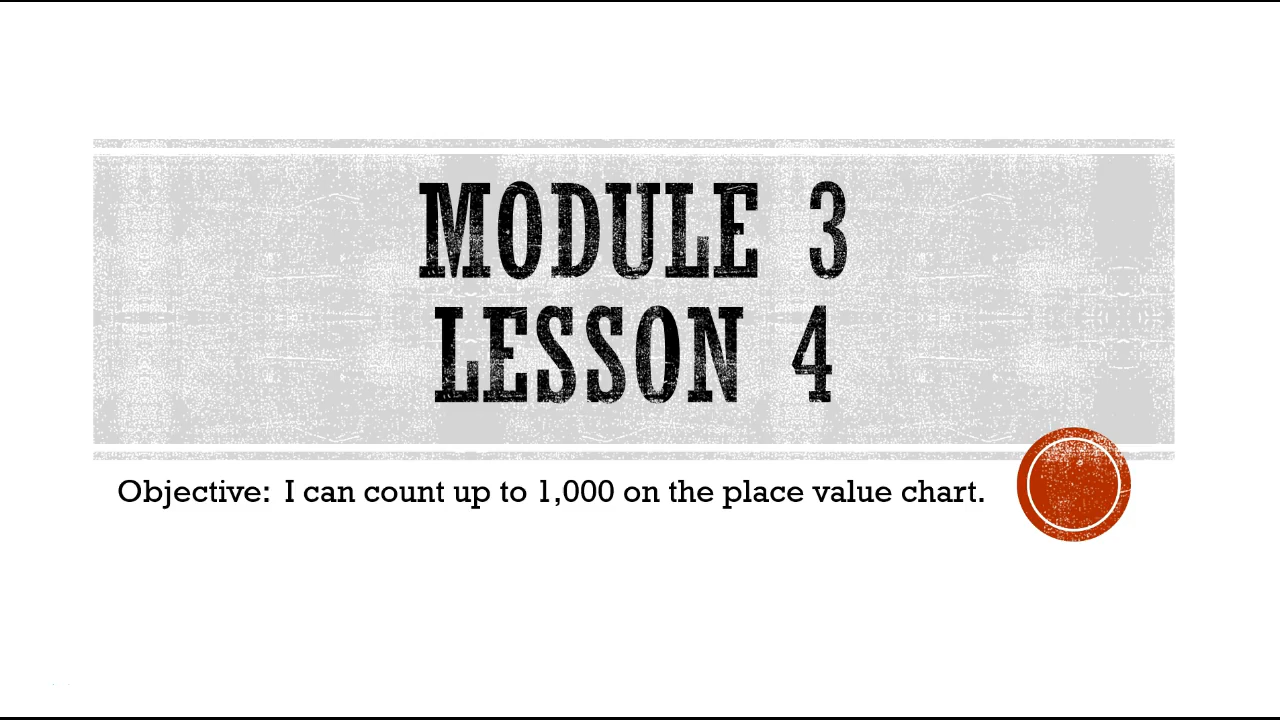 MODULE 3
LESSON 4
Objective: I can count up to 1,000 on the place value chart.